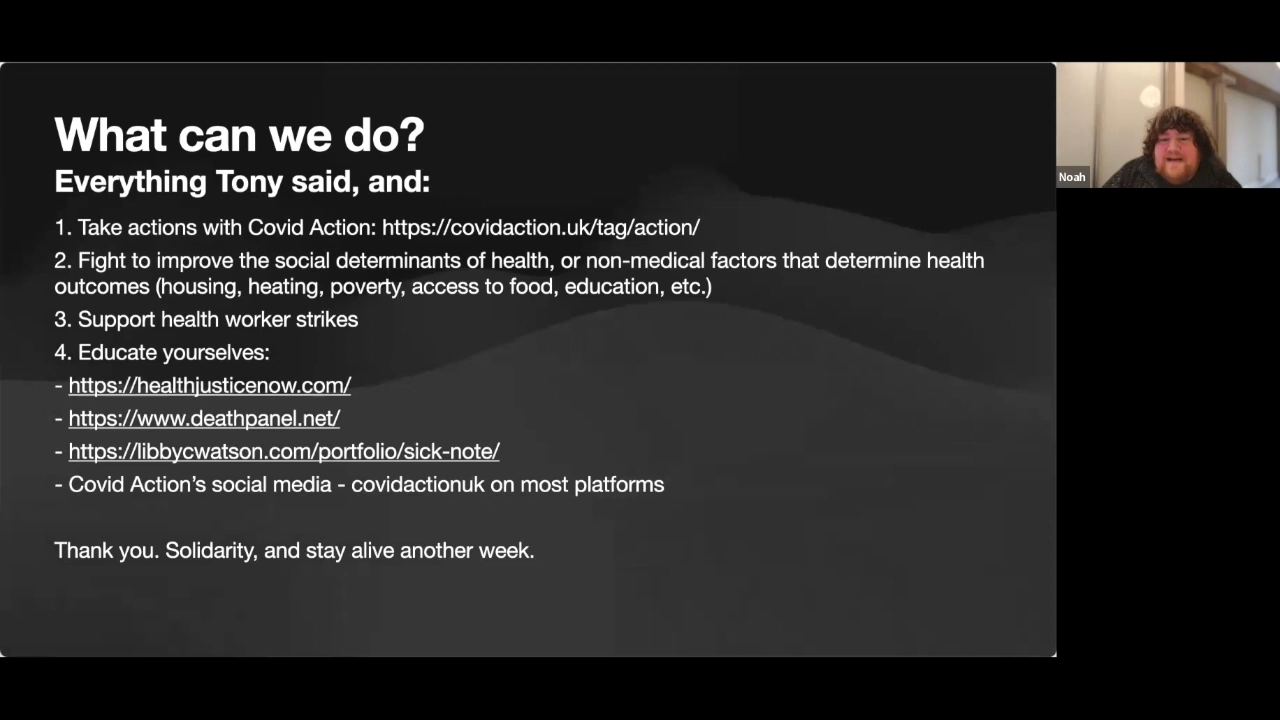 What can we do?
Everything Tony said, and:
1. Take actions with Covid Action: https://covidaction.uk/tag/action/
2. Fight to improve the social determinants of health, or non-medical factors that determine health
outcomes (housing, heating, poverty, access to food, education, etc.)
3. Support health worker strikes
4. Educate yourselves:
- https://healthjusticenow.com/
- https://www.deathpanel.net/
- https://libbycwatson.com/portfolio/sick-note/
- Covid Action’s social media - covidactionuk on most platforms
Thank you. Solidarity, and stay alive another week.
Noah